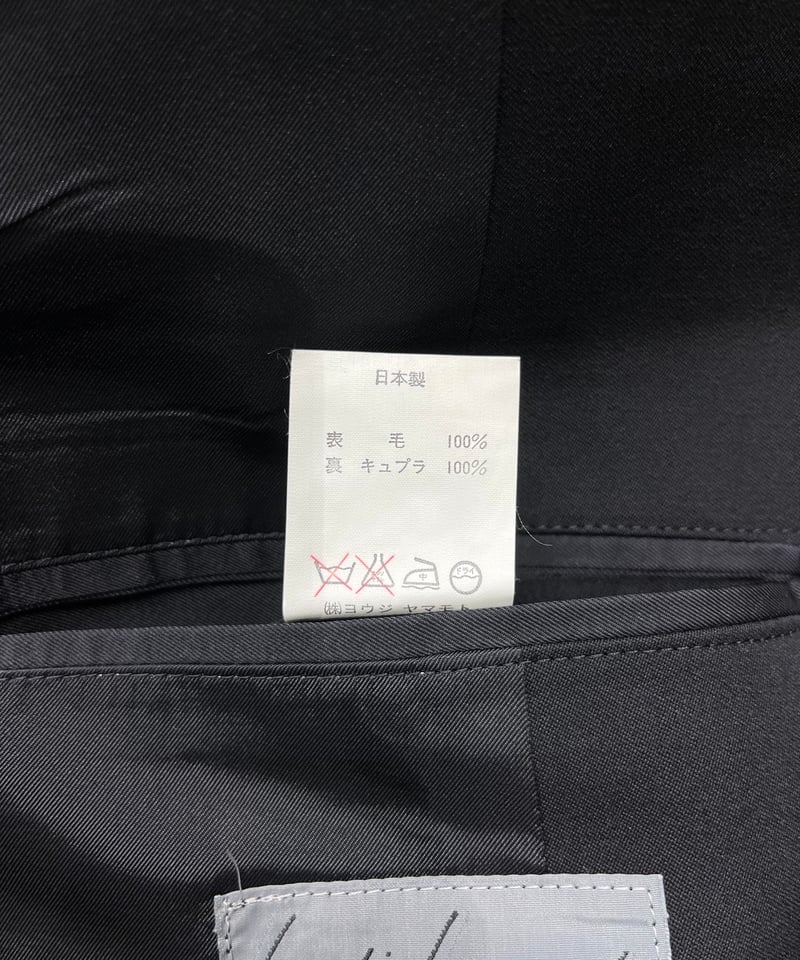 日本製
表 毛 100%
裏 キュプラ 100%
中 ドライ
(株)ヨウジ ヤマモト